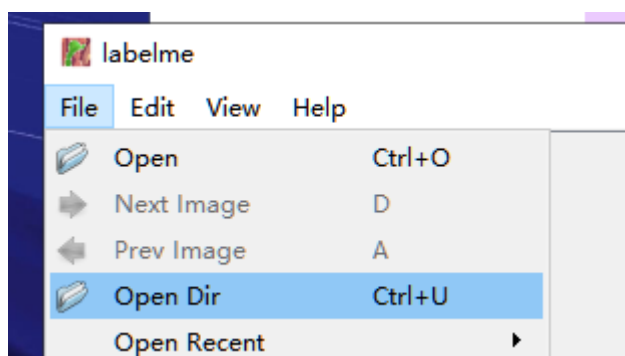 labelme
File Edit View Help
Open Ctrl+O
Next Image D
Prev Image A
Open Dir Ctrl+U
Open Recent